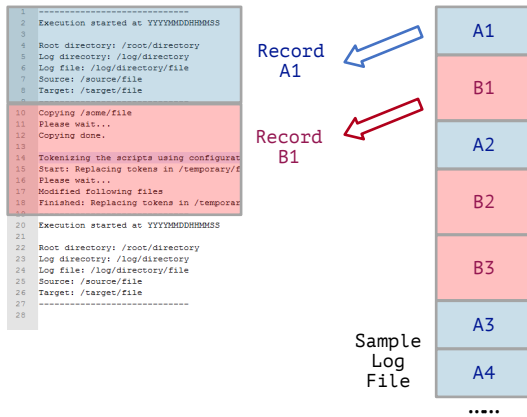 1 -----------------------------
2 Execution started at YYYYMMDDHHMMSS
3
4 Root directory: /root/directory
5 Log direcotry: /log/directory
6 Log file: /log/directory/file
7 Source: /source/file
8 Target: /target/file
9 -----------------------------
10 Copying /some/file
11 Please wait...
12 Copying done.
13
14 Tokenizing the scripts using configurat
15 Start: Replacing tokens in /temporary/f
16 Please wait...
17 Modified following files
18 Finished: Replacing tokens in /temporar
19 -----------------------------
20 Execution started at YYYYMMDDHHMMSS
21
22 Root directory: /root/directory
23 Log direcotry: /log/directory
24 Log file: /log/directory/file
25 Source: /source/file
26 Target: /target/file
27 -----------------------------
28
Record
A1
Record
B1
A1
B1
A2
B2
B3
A3
A4
......
Sample
Log
File